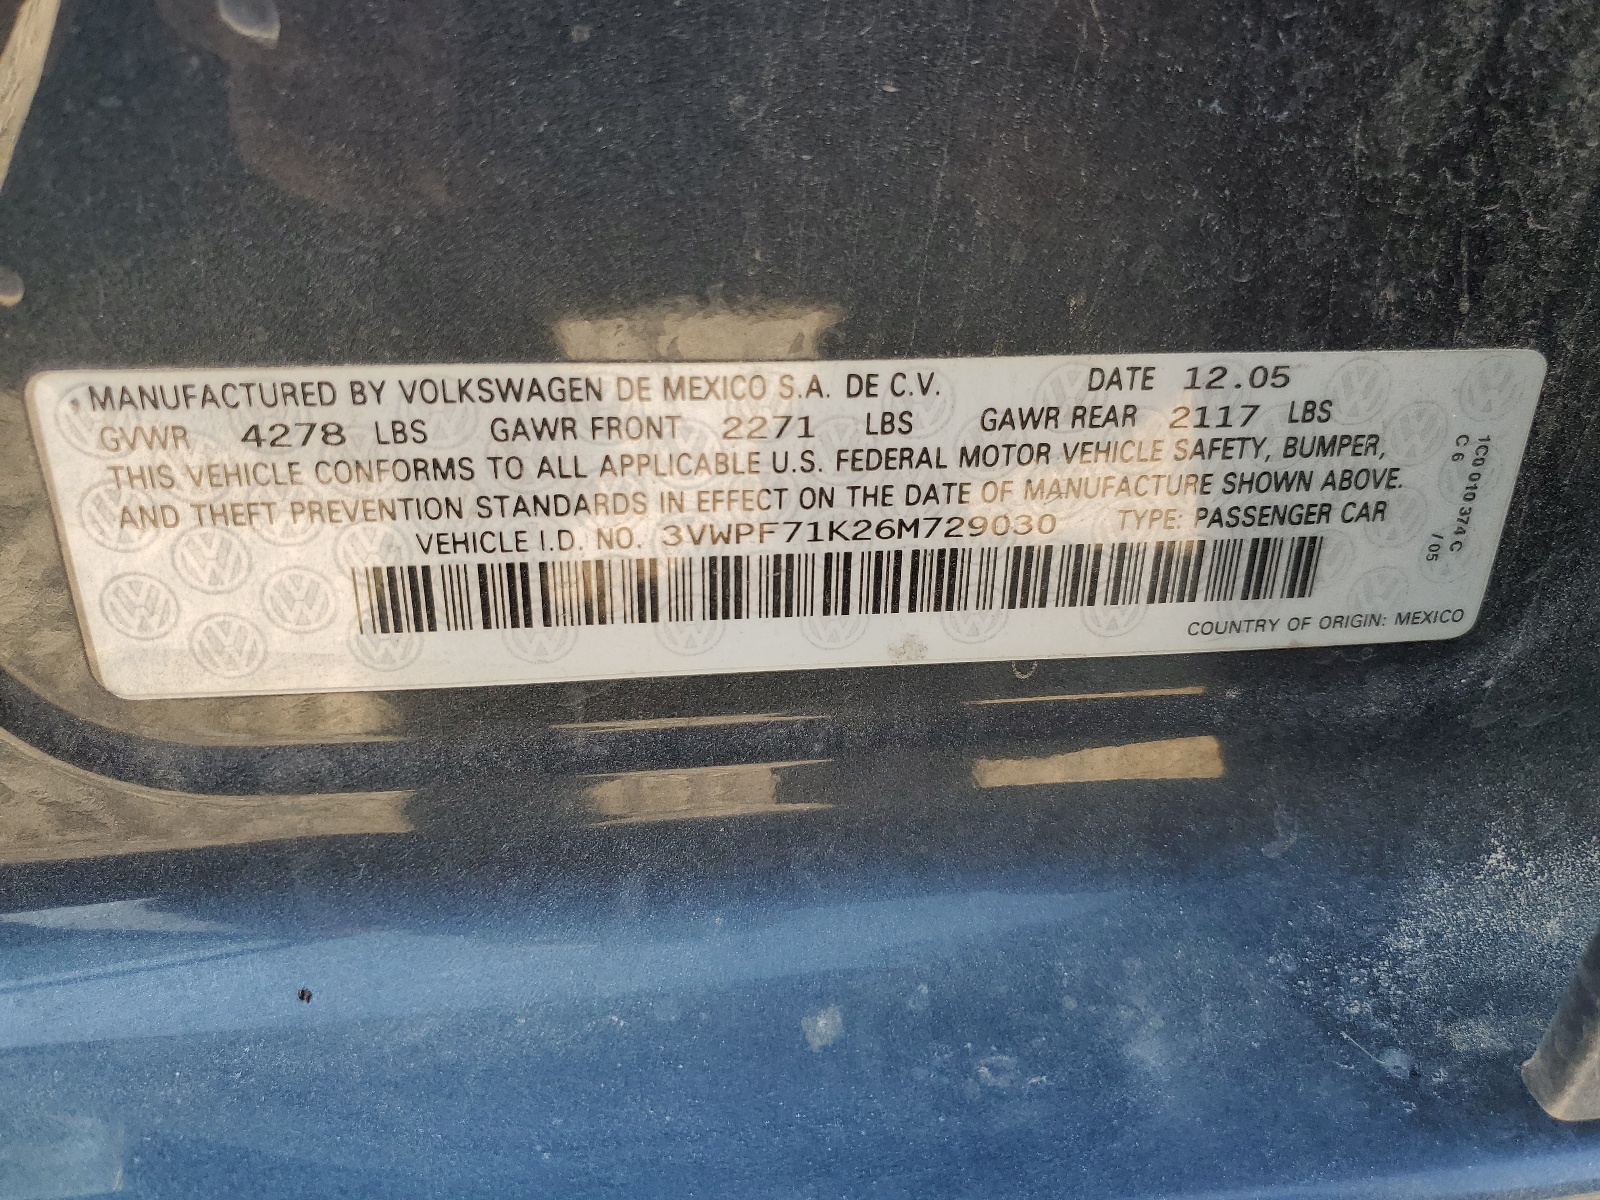 MANUFACTURED BY VOLKSWAGEN DE MEXICO S.A. DE C.V. DATE 12.05
GVWR 4278 LBS GAWR FRONT 2271 LBS GAWR REAR 2117 LBS
THIS VEHICLE CONFORMS TO ALL APPLICABLE U.S. FEDERAL MOTOR VEHICLE SAFETY, BUMPER,
AND THEFT PREVENTION STANDARDS IN EFFECT ON THE DATE OF MANUFACTURE SHOWN ABOVE.
VEHICLE I.D. NO. 3VWPF71K26M729030 TYPE: PASSENGER CAR
COUNTRY OF ORIGIN: MEXICO
1C0 010 374 C
C 6 / 05